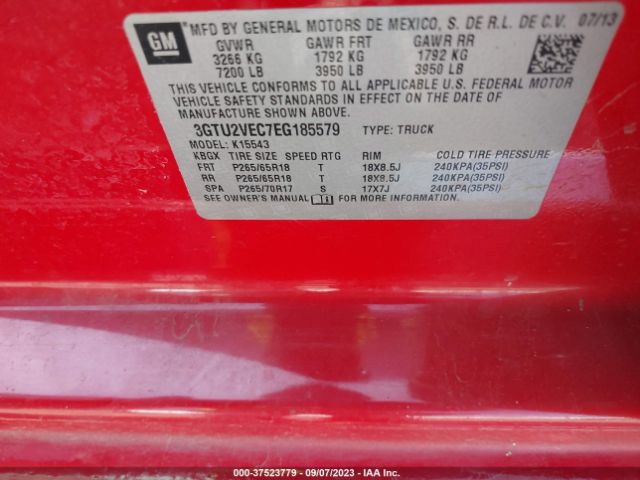 GM
MFD BY GENERAL MOTORS DE MEXICO, S. DE R.L. DE C.V. 07/13
GVWR GAWR FRT GAWR RR
3266 KG 1792 KG 1792 KG
7200 LB 3950 LB 3950 LB
THIS VEHICLE CONFORMS TO ALL APPLICABLE U.S. FEDERAL MOTOR
VEHICLE SAFETY STANDARDS IN EFFECT ON THE DATE OF
MANUFACTURE SHOWN ABOVE.
3GTU2VEC7EG185579 TYPE: TRUCK
MODEL: K15543
KBGX TIRE SIZE SPEED RTG RIM COLD TIRE PRESSURE
FRT P265/65R18 T 18X8.5J 240KPA(35PSI)
RR P265/65R18 T 18X8.5J 240KPA(35PSI)
SPA P265/70R17 S 17X7J 240KPA(35PSI)
SEE OWNER'S MANUAL FOR ADDITIONAL INFORMATION.
000-37523779 - 09/07/2023 - IAA Inc.